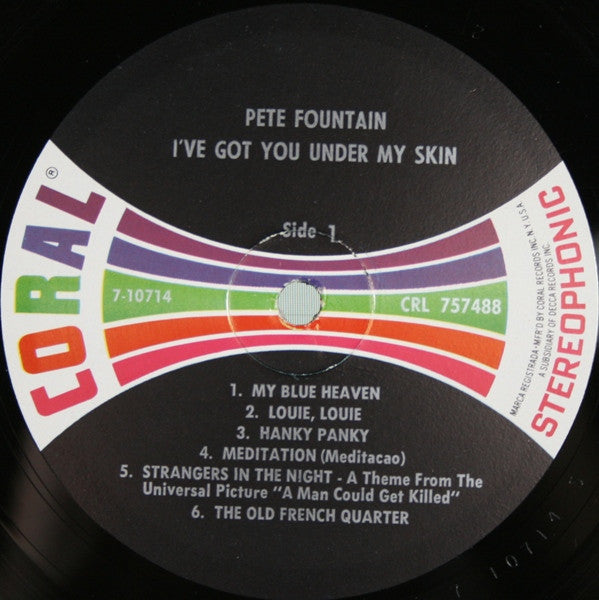 PETE FOUNTAIN
I'VE GOT YOU UNDER MY SKIN
Side 1
CORAL®
7-10714
CRL 757488
MARCA REGISTRADA•MFR'D BY CORAL RECORDS INC. N.Y. U.S.A.
A SUBSIDIARY OF DECCA RECORDS INC.
STEREOPHONIC
1. MY BLUE HEAVEN
2. LOUIE, LOUIE
3. HANKY PANKY
4. MEDITATION (Meditacao)
5. STRANGERS IN THE NIGHT - A Theme From The
Universal Picture "A Man Could Get Killed"
6. THE OLD FRENCH QUARTER